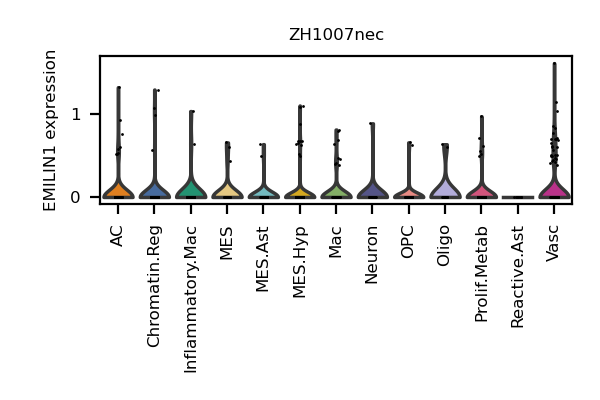 ZH1007nec
EMILIN1 expression
1
0
AC
Chromatin.Reg
Inflammatory.Mac
MES
MES.Ast
MES.Hyp
Mac
Neuron
OPC
Oligo
Prolif.Metab
Reactive.Ast
Vasc